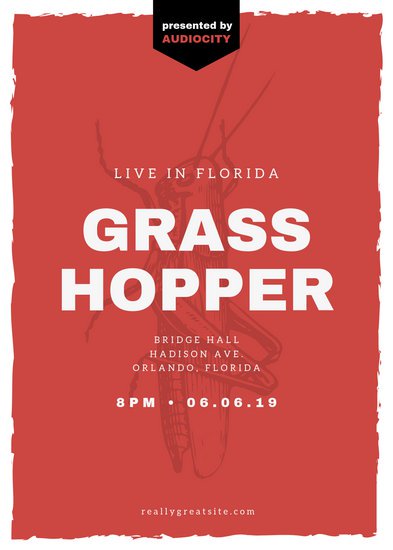 presented by
AUDIOCITY
LIVE IN FLORIDA
GRASS
HOPPER
BRIDGE HALL
HADISON AVE.
ORLANDO, FLORIDA
8PM • 06.06.19
reallygreatsite.com